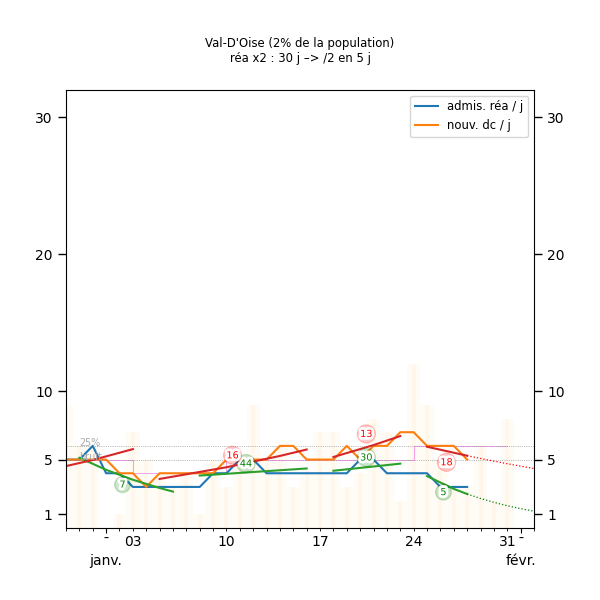 Val-D'Oise (2% de la population)
réa x2 : 30 j –> /2 en 5 j
admis. réa / j
nouv. dc / j
30 30
20 20
10 10
5 5
1 1
25%
7
16
44
13
30
18
5
03 10 17 24 31
janv. févr.